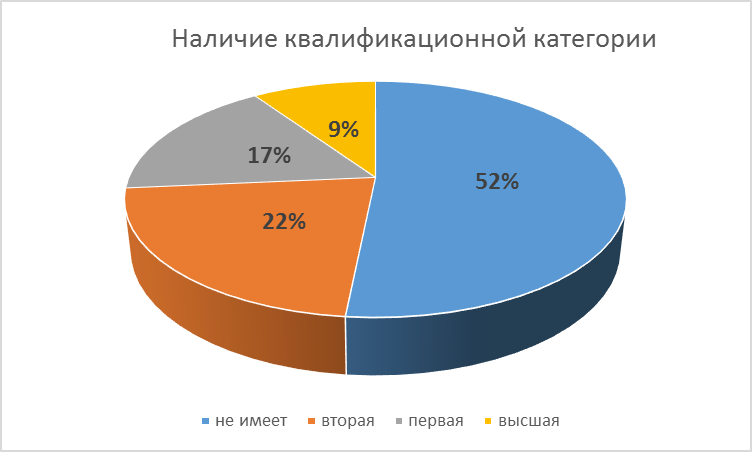 Наличие квалификационной категории
9%
17%
52%
22%
не имеет вторая первая высшая